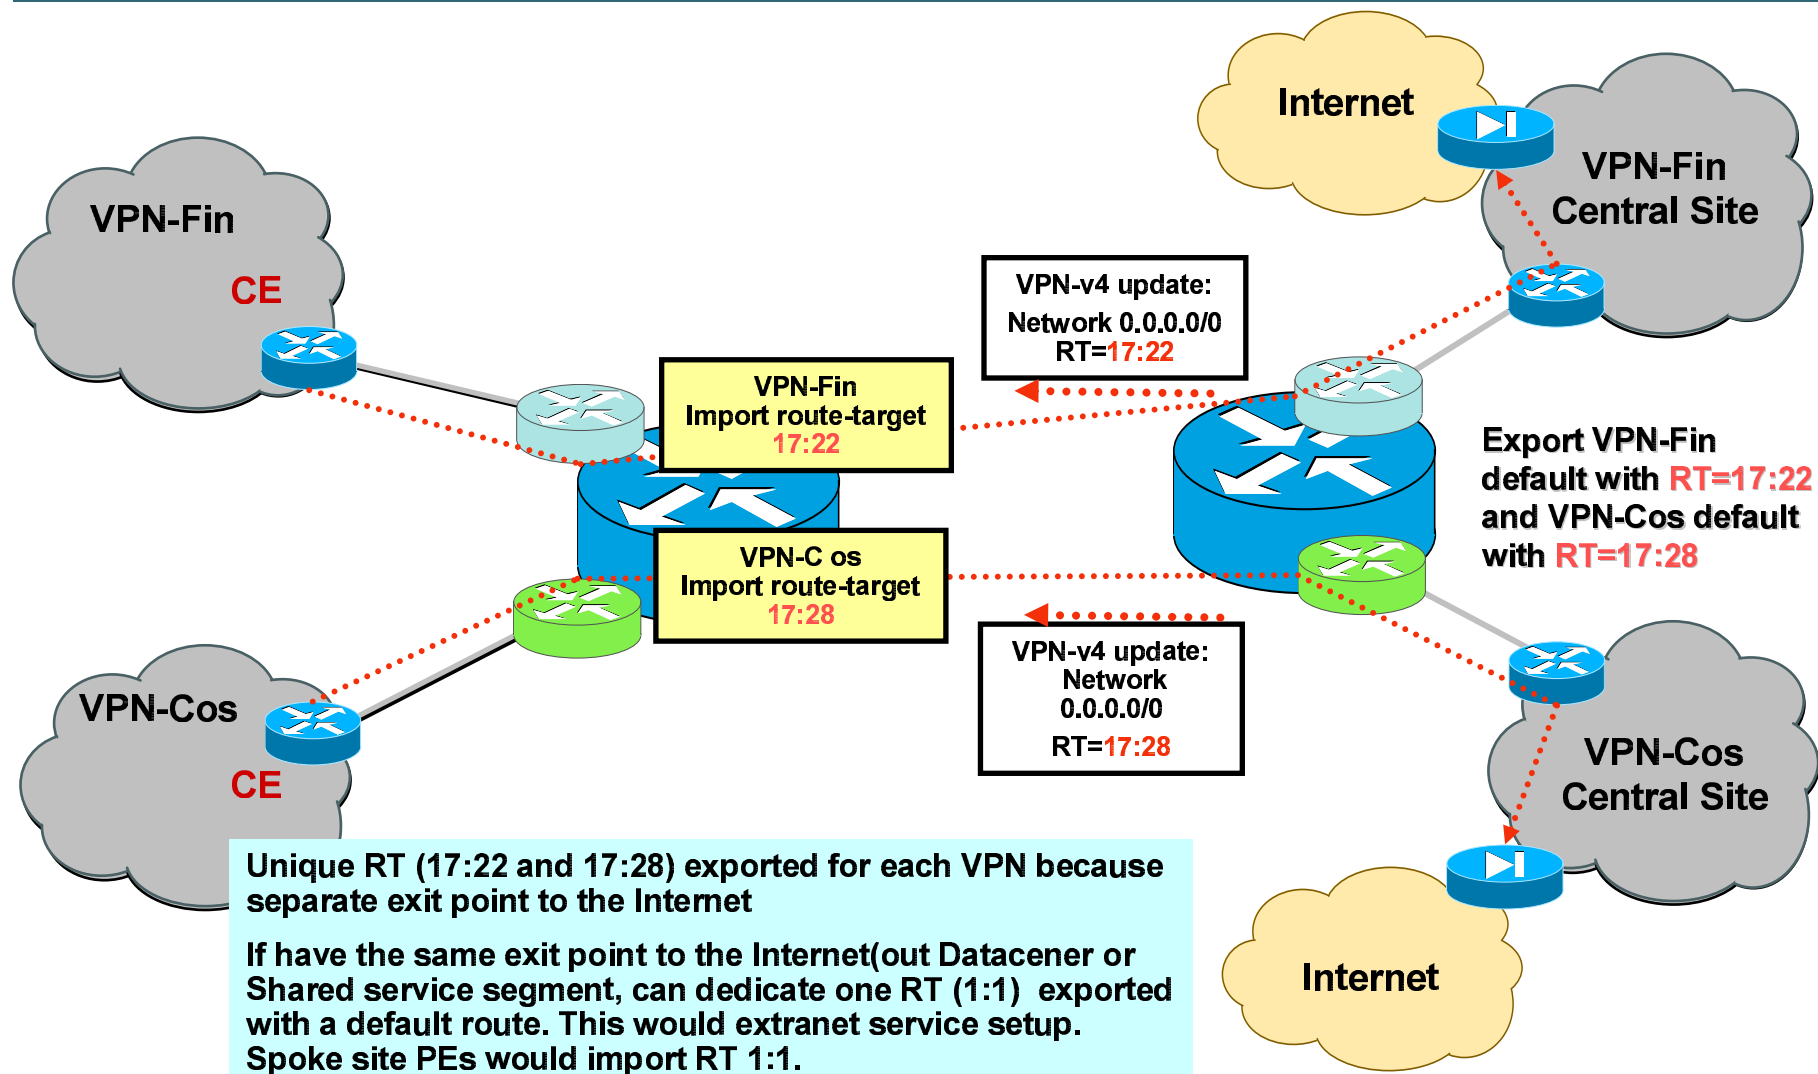 Internet
VPN-Fin
Central Site
VPN-Fin
CE
VPN-v4 update:
Network 0.0.0.0/0
RT=17:22
VPN-Fin
Import route-target
17:22
Export VPN-Fin
default with RT=17:22
and VPN-Cos default
with RT=17:28
VPN-C os
Import route-target
17:28
VPN-v4 update:
Network
0.0.0.0/0
RT=17:28
VPN-Cos
CE
VPN-Cos
Central Site
Internet
Unique RT (17:22 and 17:28) exported for each VPN because
separate exit point to the Internet
If have the same exit point to the Internet(out Datacener or
Shared service segment, can dedicate one RT (1:1) exported
with a default route. This would extranet service setup.
Spoke site PEs would import RT 1:1.